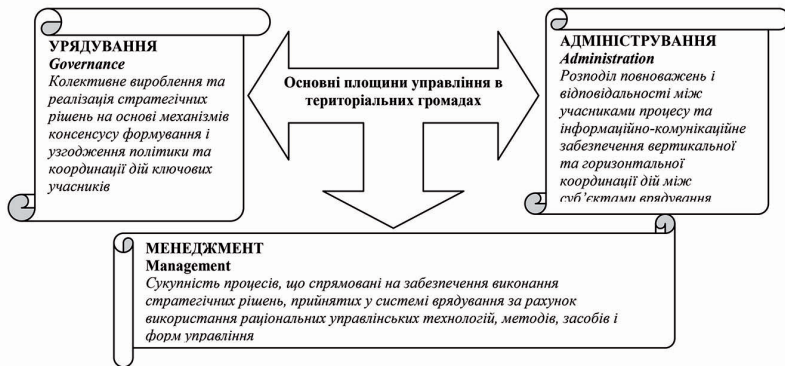 УРЯДУВАННЯ
Governance
Колективне вироблення та
реалізація стратегічних
рішень на основі механізмів
консенсусу формування і
узгодження політики та
координації дій ключових
учасників
Основні площини управління в
територіальних громадах
АДМІНІСТРУВАННЯ
Administration
Розподіл повноважень і
відповідальності між
учасниками процесу та
інформаційно-комунікаційне
забезпечення вертикальної
та горизонтальної
координації дій між
суб’єктами врядування
МЕНЕДЖМЕНТ
Management
Сукупність процесів, що спрямовані на забезпечення виконання
стратегічних рішень, прийнятих у системі врядування за рахунок
використання раціональних управлінських технологій, методів, засобів і
форм управління